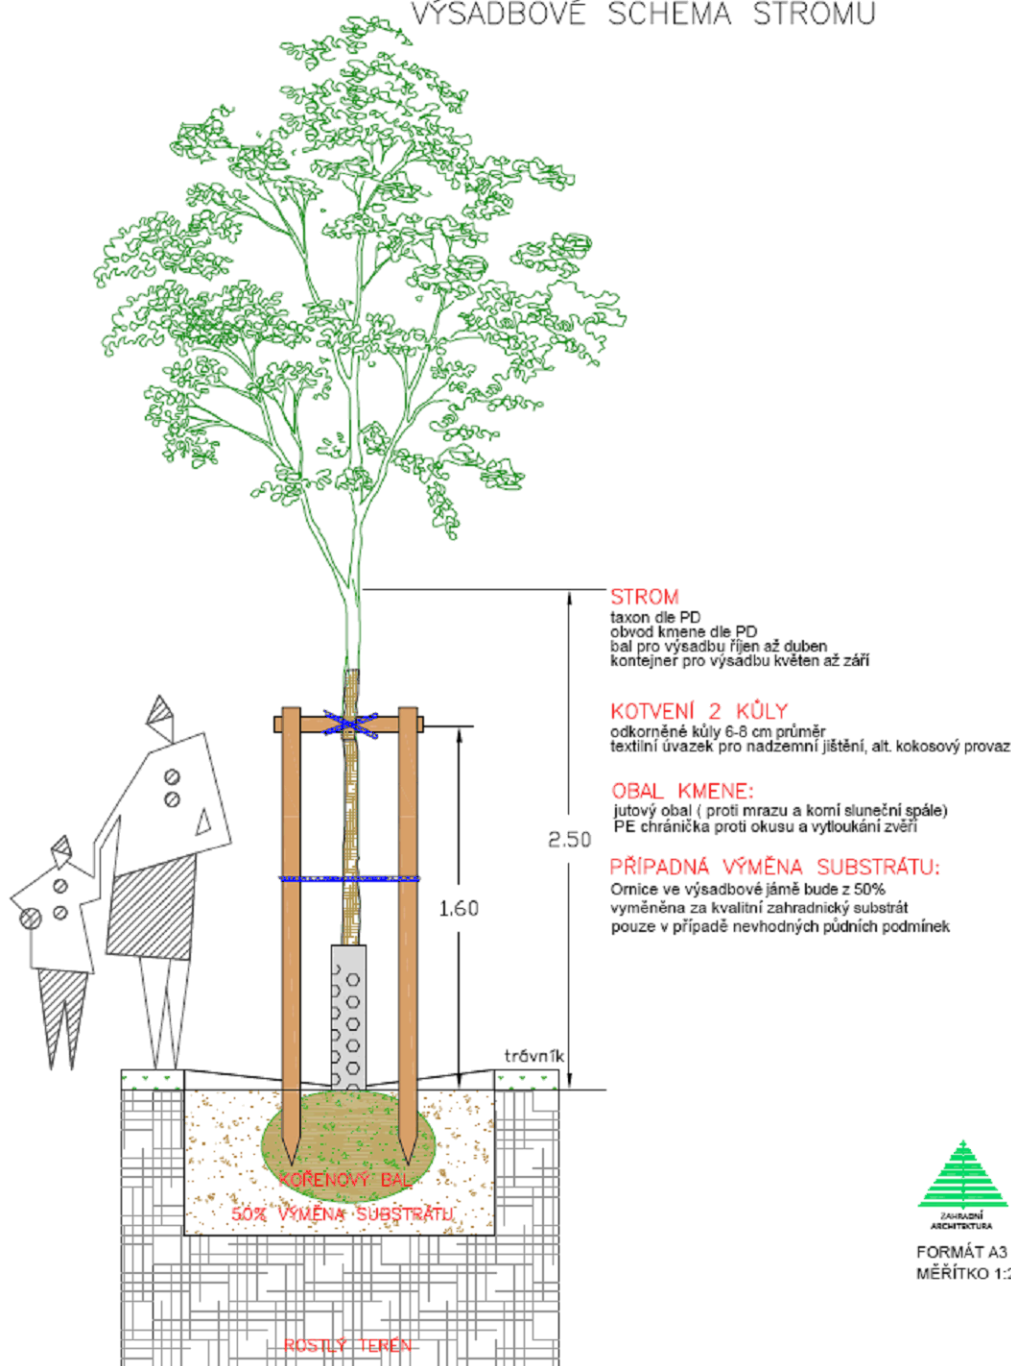 VÝSADBOVÉ SCHEMA STROMU
STROM
taxon dle PD
obvod kmene dle PD
bal pro výsadbu říjen až duben
kontejner pro výsadbu květen až září
KOTVENÍ 2 KŮLY
odkorněné kůly 6-8 cm průměr
textilní úvazek pro nadzemní jištění, alt. kokosový provaz
OBAL KMENE:
jutový obal ( proti mrazu a korní sluneční spále)
PE chránička proti okusu a vytloukání zvěří
2.50
PŘÍPADNÁ VÝMĚNA SUBSTRÁTU:
Ornice ve výsadbové jámě bude z 50%
vyměněna za kvalitní zahradnický substrát
pouze v případě nevhodných půdních podmínek
1.60
trávník
KOŘENOVÝ BAL
50% VÝMĚNA SUBSTRÁTU
ZAHRADNÍ
ARCHITEKTURA
FORMÁT A3
MĚŘÍTKO 1:2
ROSTLÝ TERÉN